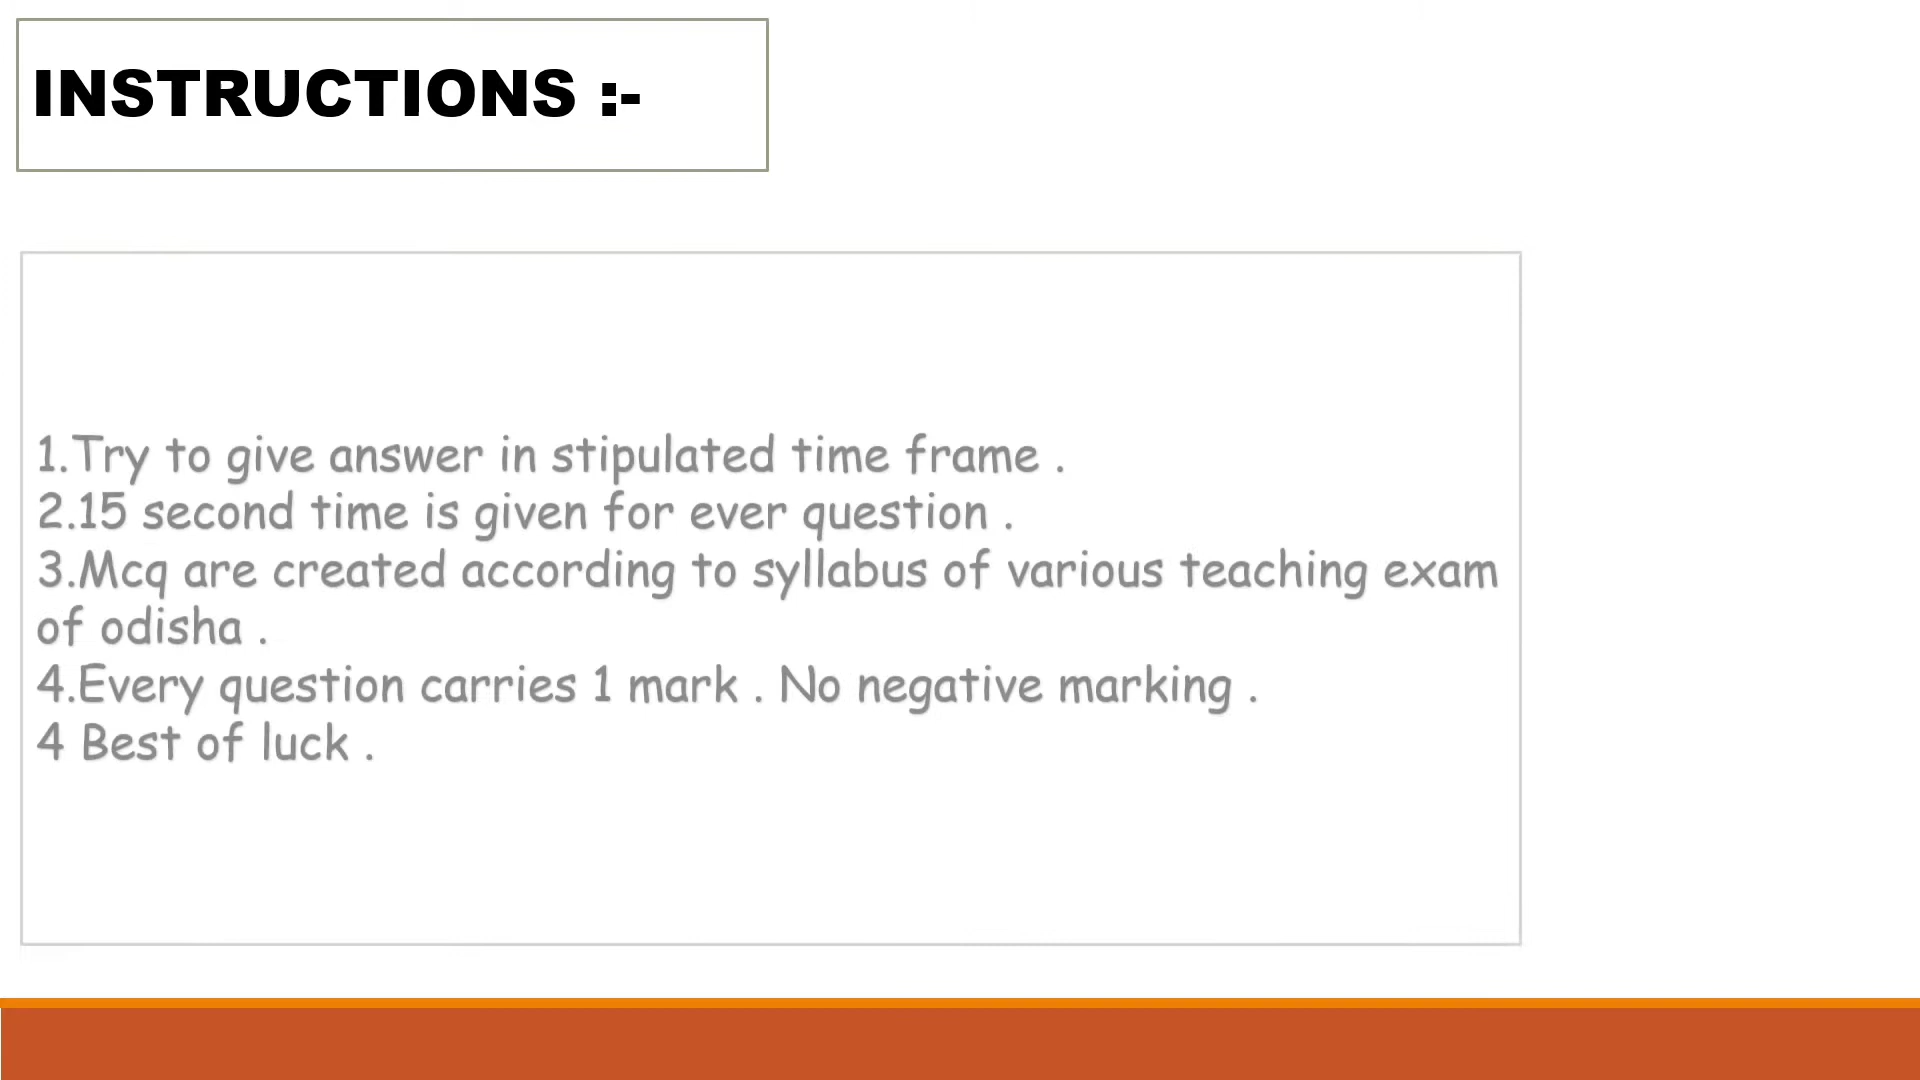 INSTRUCTIONS :-
1.Try to give answer in stipulated time frame .
2.15 second time is given for ever question .
3.Mcq are created according to syllabus of various teaching exam
of odisha .
4.Every question carries 1 mark . No negative marking .
4 Best of luck .